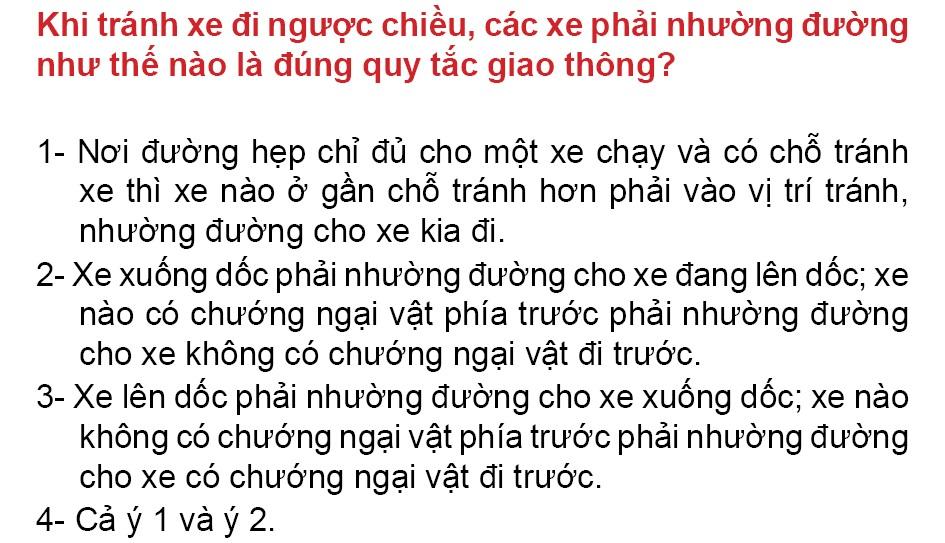 Khi tránh xe đi ngược chiều, các xe phải nhường đường
như thế nào là đúng quy tắc giao thông?
1- Nơi đường hẹp chỉ đủ cho một xe chạy và có chỗ tránh
xe thì xe nào ở gần chỗ tránh hơn phải vào vị trí tránh,
nhường đường cho xe kia đi.
2- Xe xuống dốc phải nhường đường cho xe đang lên dốc; xe
nào có chướng ngại vật phía trước phải nhường đường
cho xe không có chướng ngại vật đi trước.
3- Xe lên dốc phải nhường đường cho xe xuống dốc; xe nào
không có chướng ngại vật phía trước phải nhường đường
cho xe có chướng ngại vật đi trước.
4- Cả ý 1 và ý 2.